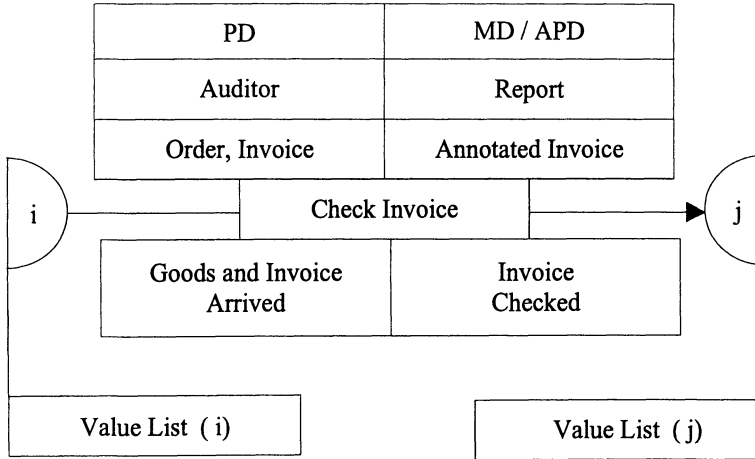 PD
MD / APD
Auditor
Report
Order, Invoice
Annotated Invoice
i
Check Invoice
j
Goods and Invoice
Arrived
Invoice
Checked
Value List ( i)
Value List ( j)